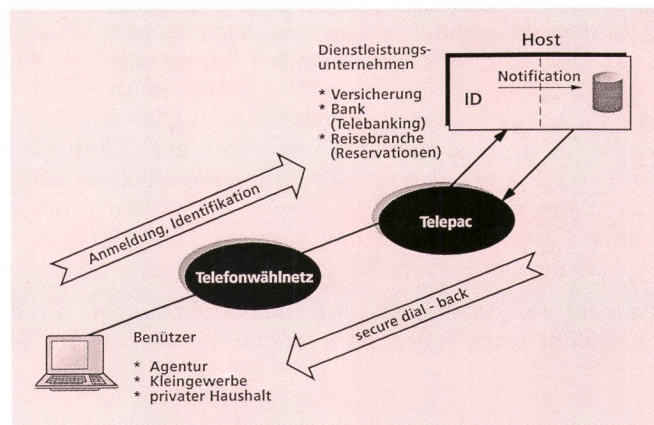 Host
Dienstleistungs-
unternehmen
* Versicherung
* Bank
(Telebanking)
* Reisebranche
(Reservationen)
ID
Notification
Anmeldung, Identifikation
Telepac
Telefonwählnetz
secure dial - back
Benützer
* Agentur
* Kleingewerbe
* privater Haushalt